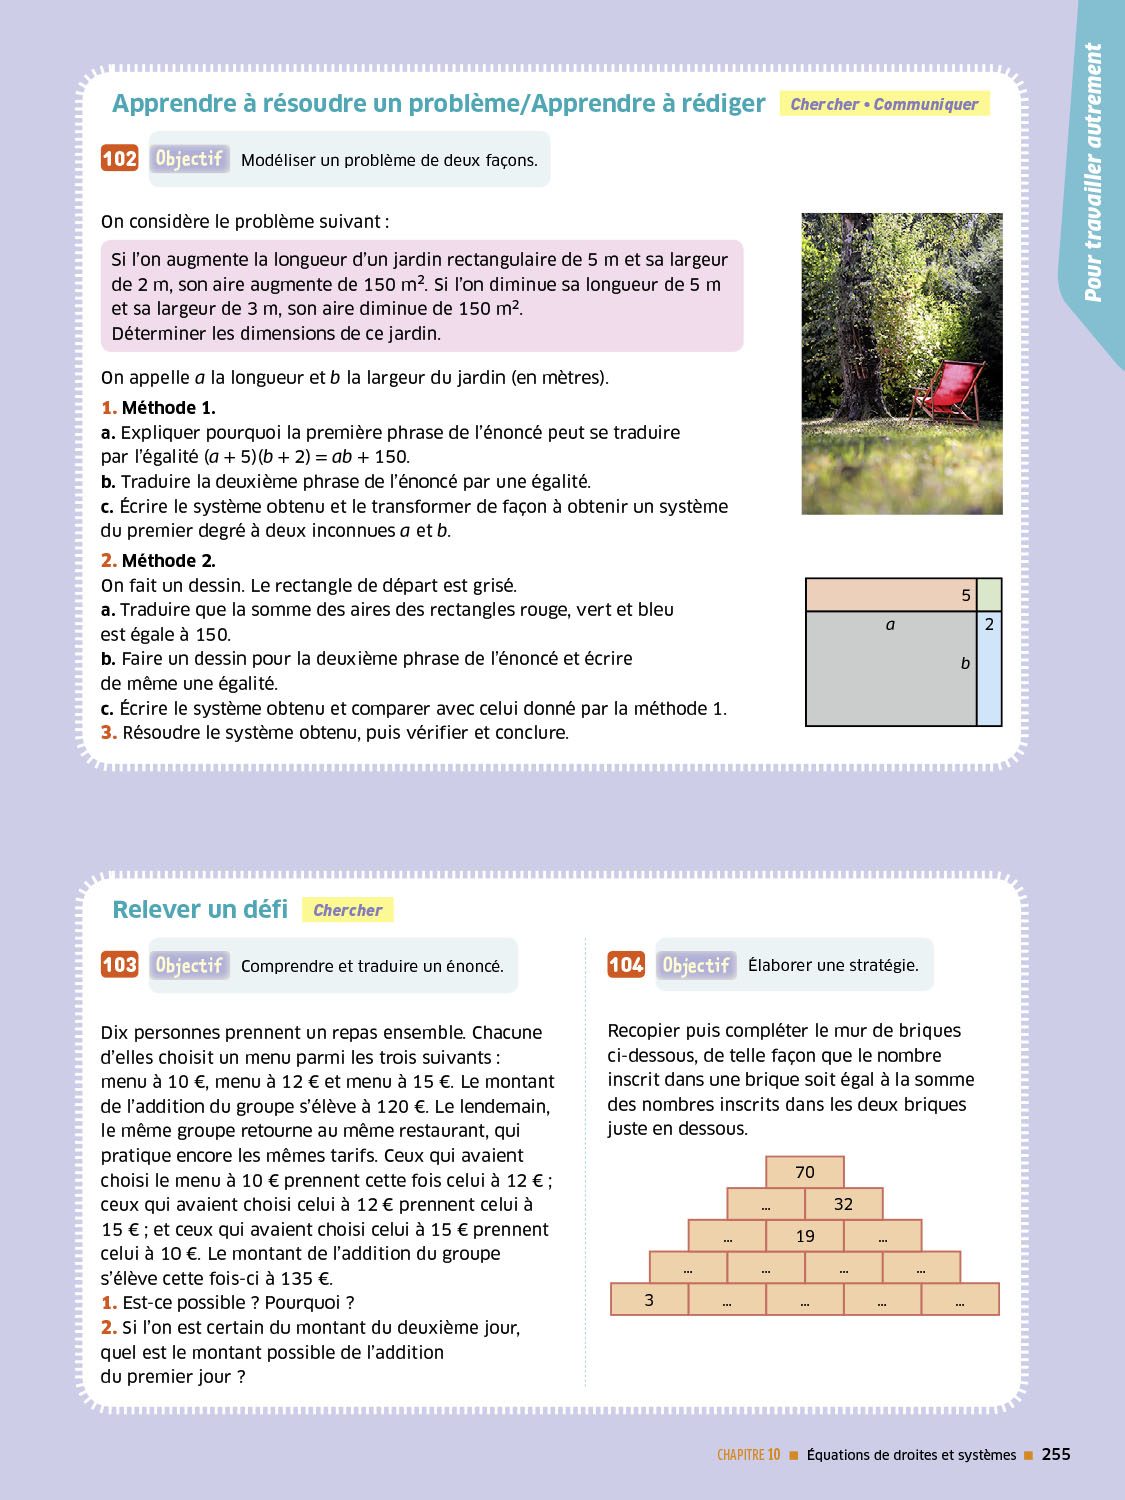 Pour travailler autrement
Apprendre à résoudre un problème/Apprendre à rédiger Chercher • Communiquer
102 Objectif Modéliser un problème de deux façons.
On considère le problème suivant :
Si l’on augmente la longueur d’un jardin rectangulaire de 5 m et sa largeur
de 2 m, son aire augmente de 150 m². Si l’on diminue sa longueur de 5 m
et sa largeur de 3 m, son aire diminue de 150 m².
Déterminer les dimensions de ce jardin.
On appelle a la longueur et b la largeur du jardin (en mètres).
1. Méthode 1.
a. Expliquer pourquoi la première phrase de l’énoncé peut se traduire
par l’égalité (a + 5)(b + 2) = ab + 150.
b. Traduire la deuxième phrase de l’énoncé par une égalité.
c. Écrire le système obtenu et le transformer de façon à obtenir un système
du premier degré à deux inconnues a et b.
2. Méthode 2.
On fait un dessin. Le rectangle de départ est grisé.
a. Traduire que la somme des aires des rectangles rouge, vert et bleu
est égale à 150.
b. Faire un dessin pour la deuxième phrase de l’énoncé et écrire
de même une égalité.
c. Écrire le système obtenu et comparer avec celui donné par la méthode 1.
3. Résoudre le système obtenu, puis vérifier et conclure.
5
a 2
b
Relever un défi Chercher
103 Objectif Comprendre et traduire un énoncé.
Dix personnes prennent un repas ensemble. Chacune
d’elles choisit un menu parmi les trois suivants :
menu à 10 €, menu à 12 € et menu à 15 €. Le montant
de l’addition du groupe s’élève à 120 €. Le lendemain,
le même groupe retourne au même restaurant, qui
pratique encore les mêmes tarifs. Ceux qui avaient
choisi le menu à 10 € prennent cette fois celui à 12 € ;
ceux qui avaient choisi celui à 12 € prennent celui à
15 € ; et ceux qui avaient choisi celui à 15 € prennent
celui à 10 €. Le montant de l’addition du groupe
s’élève cette fois-ci à 135 €.
1. Est-ce possible ? Pourquoi ?
2. Si l’on est certain du montant du deuxième jour,
quel est le montant possible de l’addition
du premier jour ?
104 Objectif Élaborer une stratégie.
Recopier puis compléter le mur de briques
ci-dessous, de telle façon que le nombre
inscrit dans une brique soit égal à la somme
des nombres inscrits dans les deux briques
juste en dessous.
70
... 32
... 19 ...
... ... ... ...
3 ... ... ... ...
CHAPITRE 10 ■ Équations de droites et systèmes ■ 255